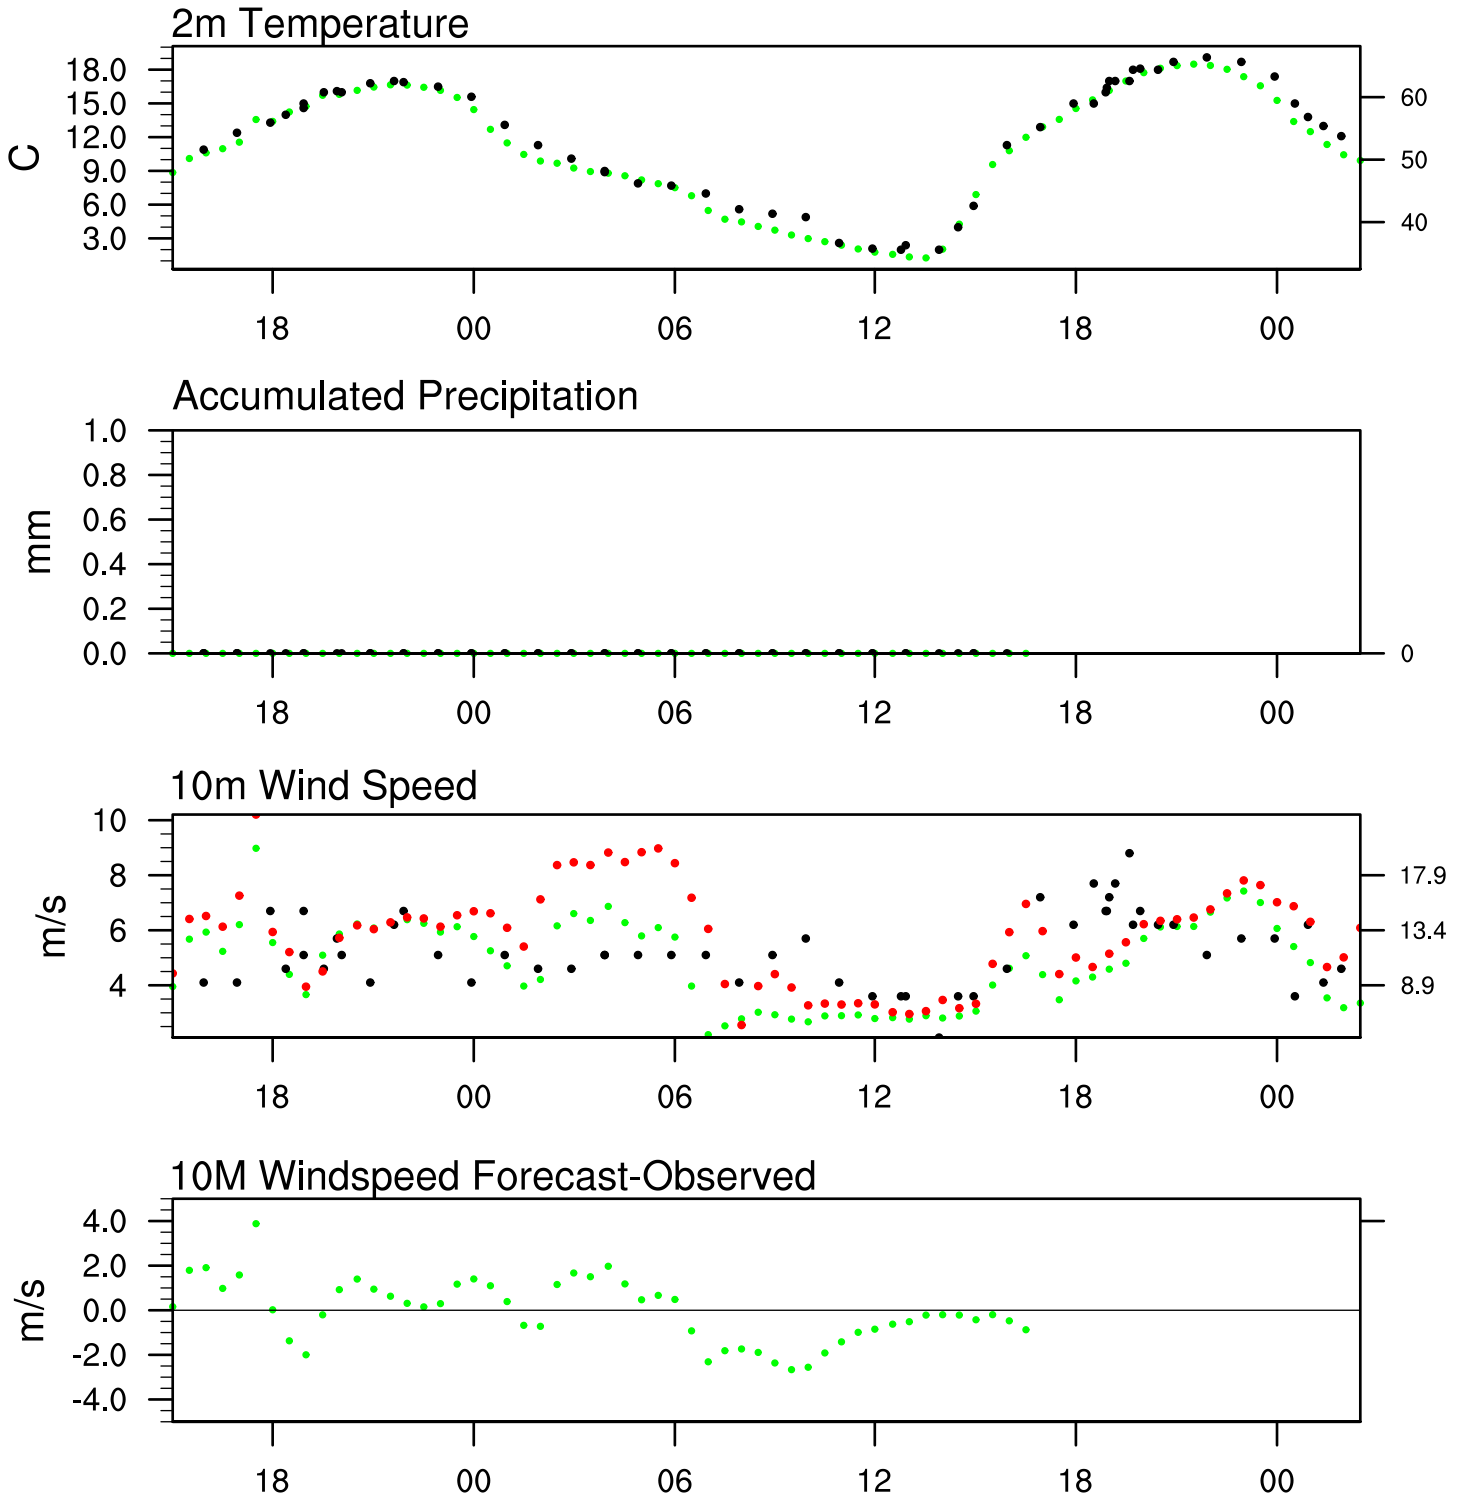 2m Temperature
18.0
15.0
12.0
9.0
6.0
3.0
C
60
50
40
18 00 06 12 18 00
Accumulated Precipitation
1.0
0.8
0.6
0.4
0.2
0.0
mm
0
18 00 06 12 18 00
10m Wind Speed
10
8
6
4
m/s
17.9
13.4
8.9
18 00 06 12 18 00
10M Windspeed Forecast-Observed
4.0
2.0
0.0
-2.0
-4.0
m/s
18 00 06 12 18 00